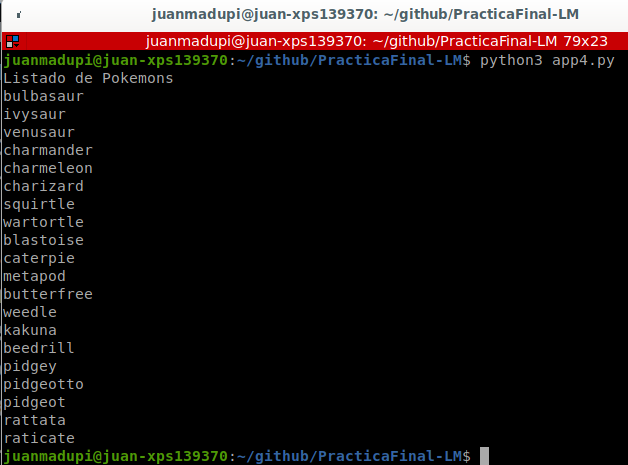 juanmadupi@juan-xps139370: ~/github/PracticaFinal-LM
juanmadupi@juan-xps139370: ~/github/PracticaFinal-LM 79x23
juanmadupi@juan-xps139370:~/github/PracticaFinal-LM$ python3 app4.py
Listado de Pokemons
bulbasaur
ivysaur
venusaur
charmander
charmeleon
charizard
squirtle
wartortle
blastoise
caterpie
metapod
butterfree
weedle
kakuna
beedrill
pidgey
pidgeotto
pidgeot
rattata
raticate
juanmadupi@juan-xps139370:~/github/PracticaFinal-LM$